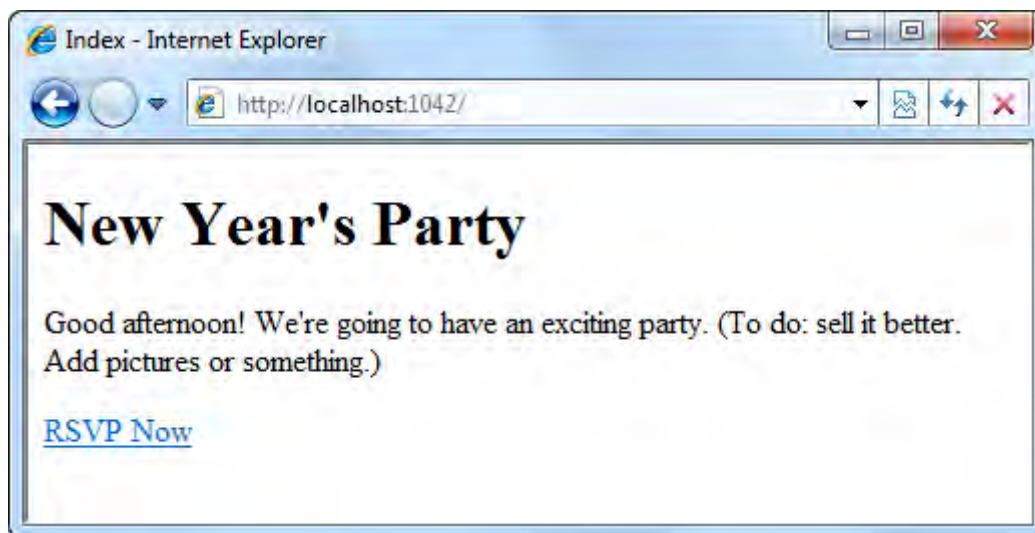 Index - Internet Explorer
http://localhost:1042/
New Year's Party
Good afternoon! We're going to have an exciting party. (To do: sell it better.
Add pictures or something.)
RSVP Now